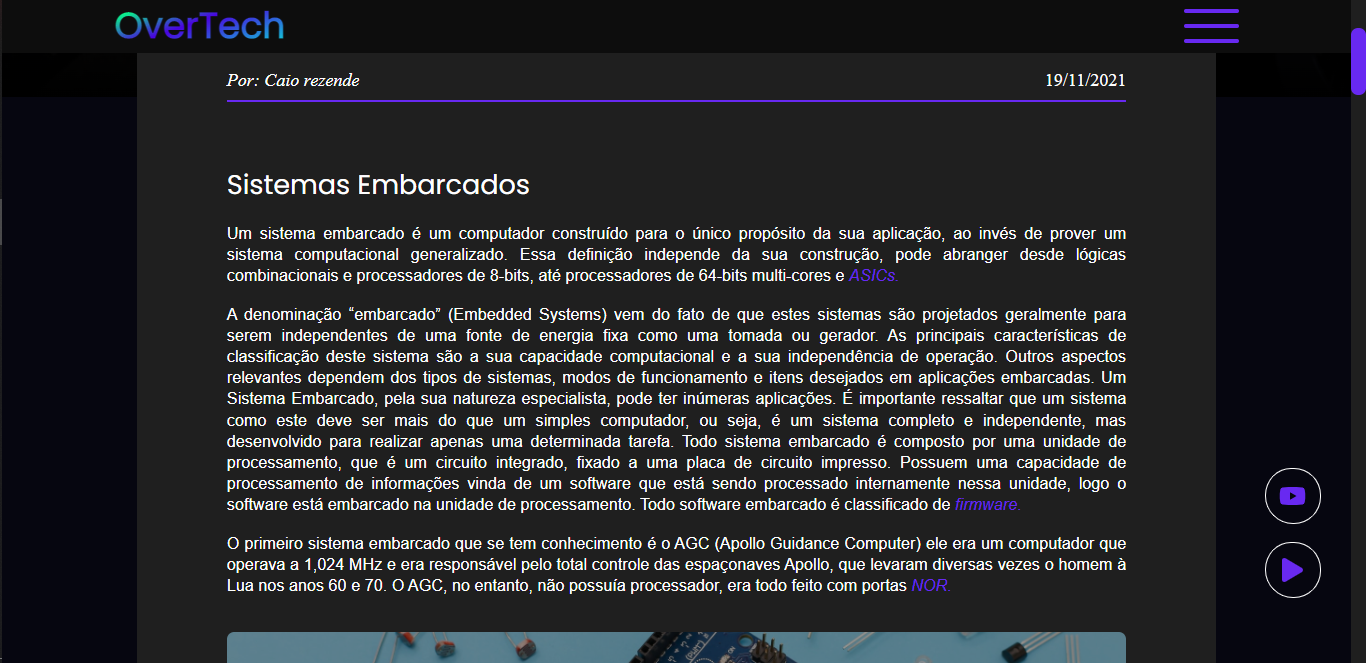 OverTech
Por: Caio rezende 19/11/2021
Sistemas Embarcados
Um sistema embarcado é um computador construído para o único propósito da sua aplicação, ao invés de prover um
sistema computacional generalizado. Essa definição independe da sua construção, pode abranger desde lógicas
combinacionais e processadores de 8-bits, até processadores de 64-bits multi-cores e ASICs.
A denominação “embarcado” (Embedded Systems) vem do fato de que estes sistemas são projetados geralmente para
serem independentes de uma fonte de energia fixa como uma tomada ou gerador. As principais características de
classificação deste sistema são a sua capacidade computacional e a sua independência de operação. Outros aspectos
relevantes dependem dos tipos de sistemas, modos de funcionamento e itens desejados em aplicações embarcadas. Um
Sistema Embarcado, pela sua natureza especialista, pode ter inúmeras aplicações. É importante ressaltar que um sistema
como este deve ser mais do que um simples computador, ou seja, é um sistema completo e independente, mas
desenvolvido para realizar apenas uma determinada tarefa. Todo sistema embarcado é composto por uma unidade de
processamento, que é um circuito integrado, fixado a uma placa de circuito impresso. Possuem uma capacidade de
processamento de informações vinda de um software que está sendo processado internamente nessa unidade, logo o
software está embarcado na unidade de processamento. Todo software embarcado é classificado de firmware.
O primeiro sistema embarcado que se tem conhecimento é o AGC (Apollo Guidance Computer) ele era um computador que
operava a 1,024 MHz e era responsável pelo total controle das espaçonaves Apollo, que levaram diversas vezes o homem à
Lua nos anos 60 e 70. O AGC, no entanto, não possuía processador, era todo feito com portas NOR.